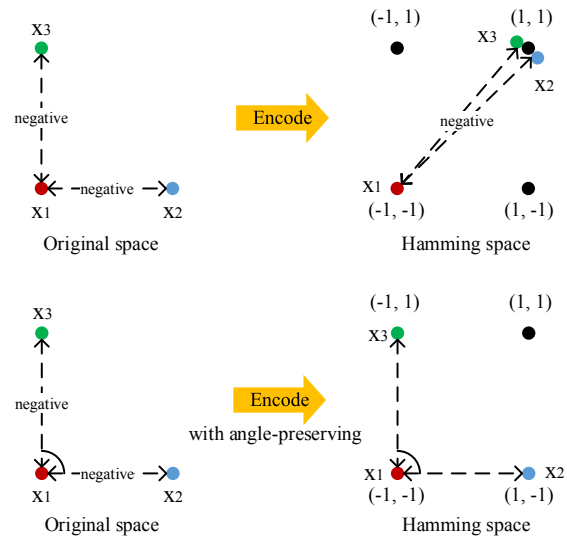 X3
negative
negative
X1
X2
Original space
Encode
(-1, 1)
(1, 1)
X3
X2
negative
X1
(-1, -1)
(1, -1)
Hamming space
X3
negative
negative
X1
X2
Original space
Encode
with angle-preserving
(-1, 1)
(1, 1)
X3
X1
X2
(-1, -1)
(1, -1)
Hamming space